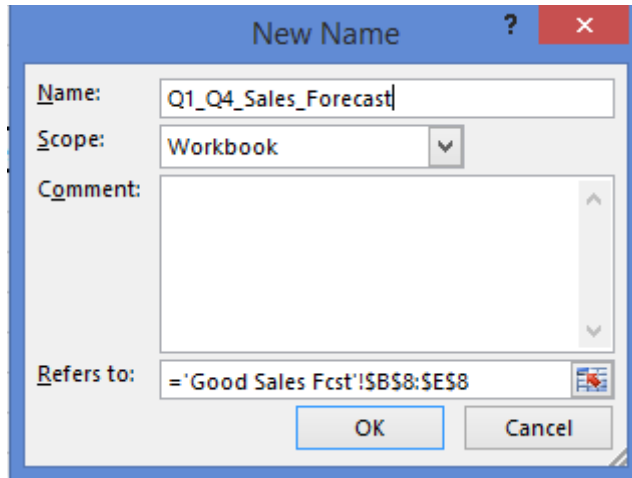 New Name ?
Name: Q1_Q4_Sales_Forecast
Scope: Workbook
Comment:
Refers to: ='Good Sales Fcst'!$B$8:$E$8
OK Cancel